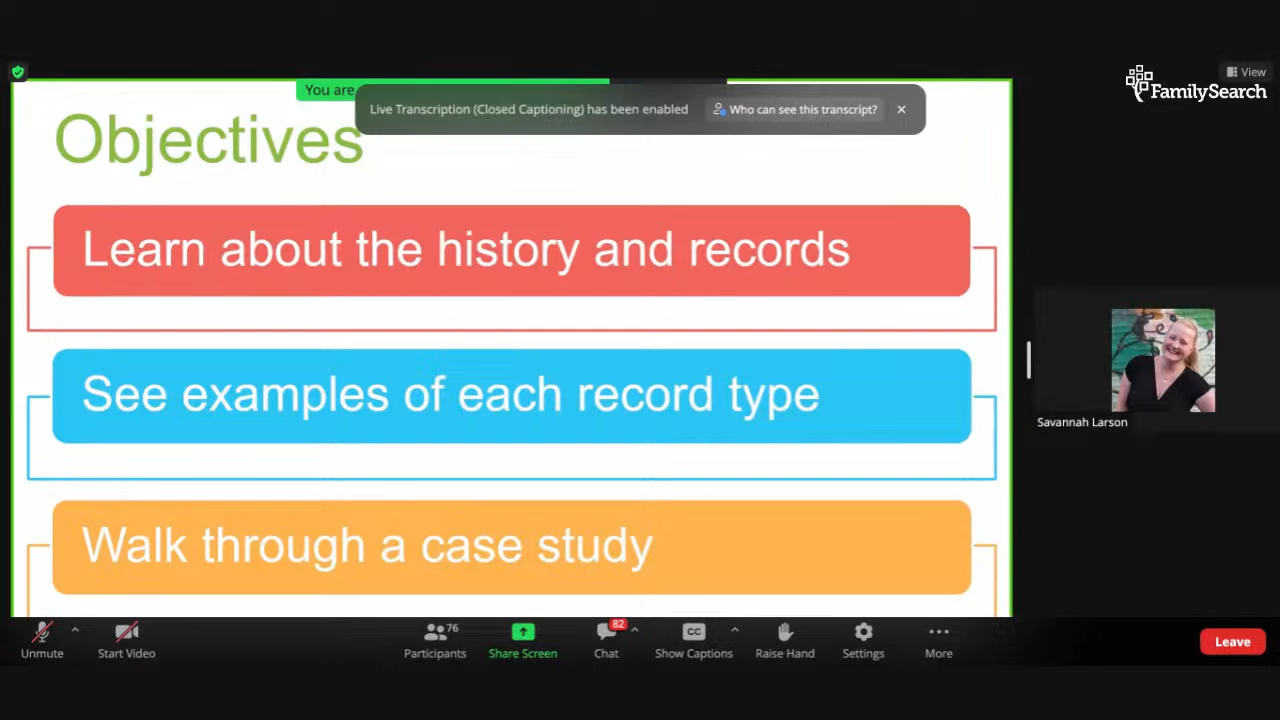 View
FamilySearch
You are
Live Transcription (Closed Captioning) has been enabled
Who can see this transcript?
Objectives
Learn about the history and records
See examples of each record type
Savannah Larson
Walk through a case study
76
82
CC
Unmute
Start Video
Participants
Share Screen
Chat
Show Captions
Raise Hand
Settings
More
Leave